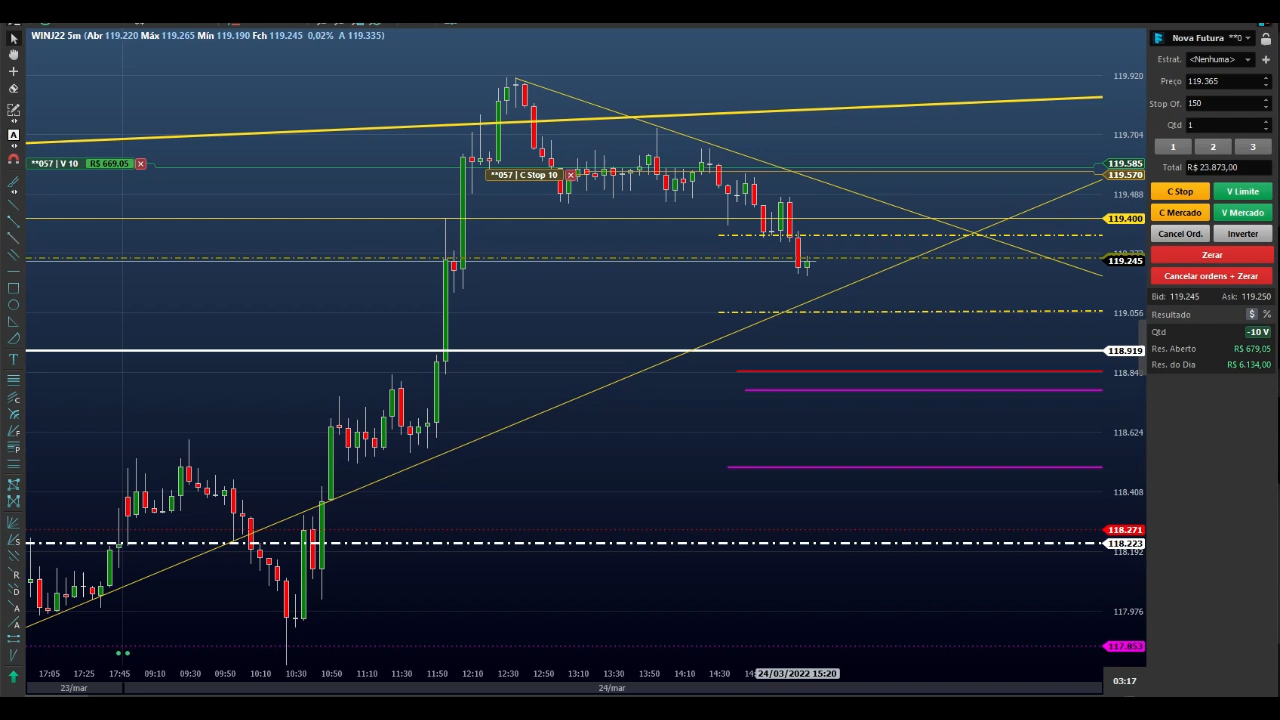 WINJ22 5m (Abr 119.220 Máx 119.265 Mín 119.190 Fch 119.245 0,02% A 119.335)
**057 | V 10 R$ 669,05
**057 | C Stop 10
119.920
119.704
119.585
119.570
119.488
119.400
119.245
119.056
118.919
118.840
118.624
118.408
118.271
118.223
118.192
117.976
117.853
17:05 17:25 17:45 09:10 09:30 09:50 10:10 10:30 10:50 11:10 11:30 11:50 12:10 12:30 12:50 13:10 13:30 13:50 14:10 14:30 24/03/2022 15:20
23/mar 24/mar
03:17
Nova Futura **0
Estrat. <Nenhuma>
Preço 119.365
Stop Of. 150
Qtd 1
1 2 3
Total R$ 23.873,00
C Stop V Limite
C Mercado V Mercado
Cancel Ord. Inverter
Zerar
Cancelar ordens + Zerar
Bid: 119.245 Ask: 119.250
Resultado $ %
Qtd -10 V
Res. Aberto R$ 679,05
Res. do Dia R$ 6.134,00